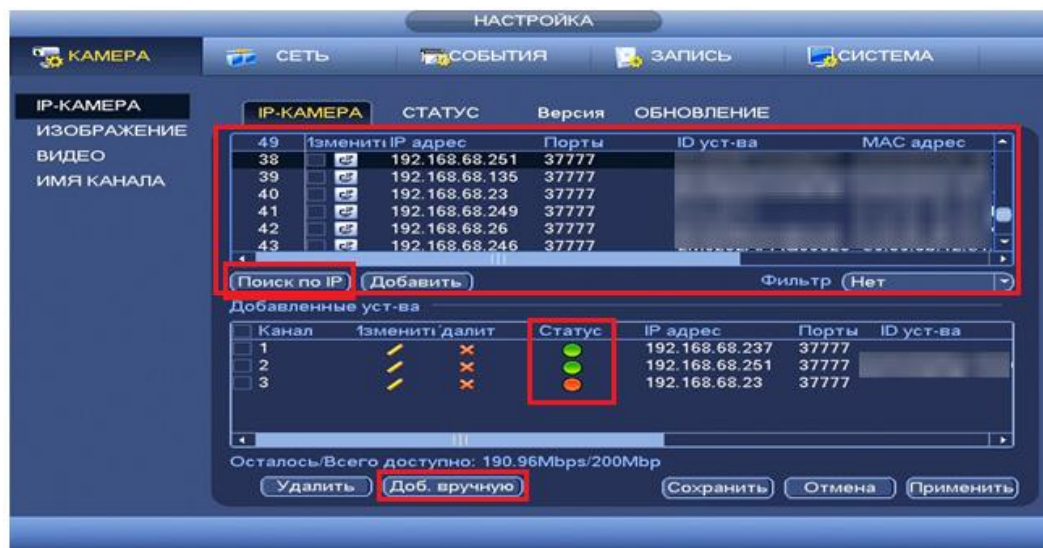 НАСТРОЙКА
КАМЕРА СЕТЬ СОБЫТИЯ ЗАПИСЬ СИСТЕМА
IP-КАМЕРА
ИЗОБРАЖЕНИЕ
ВИДЕО
ИМЯ КАНАЛА
IP-КАМЕРА СТАТУС Версия ОБНОВЛЕНИЕ
49 Изменити IP адрес Порты ID уст-ва MAC адрес
38 192.168.68.251 37777
39 192.168.68.135 37777
40 192.168.68.23 37777
41 192.168.68.249 37777
42 192.168.68.26 37777
43 192.168.68.246 37777
Поиск по IP Добавить Фильтр Нет
Добавленные уст-ва
Канал Изменити далит Статус IP адрес Порты ID уст-ва
1 192.168.68.237 37777
2 192.168.68.251 37777
3 192.168.68.23 37777
Осталось/Всего доступно: 190.96Mbps/200Mbp
Удалить Доб. вручную Сохранить Отмена Применить